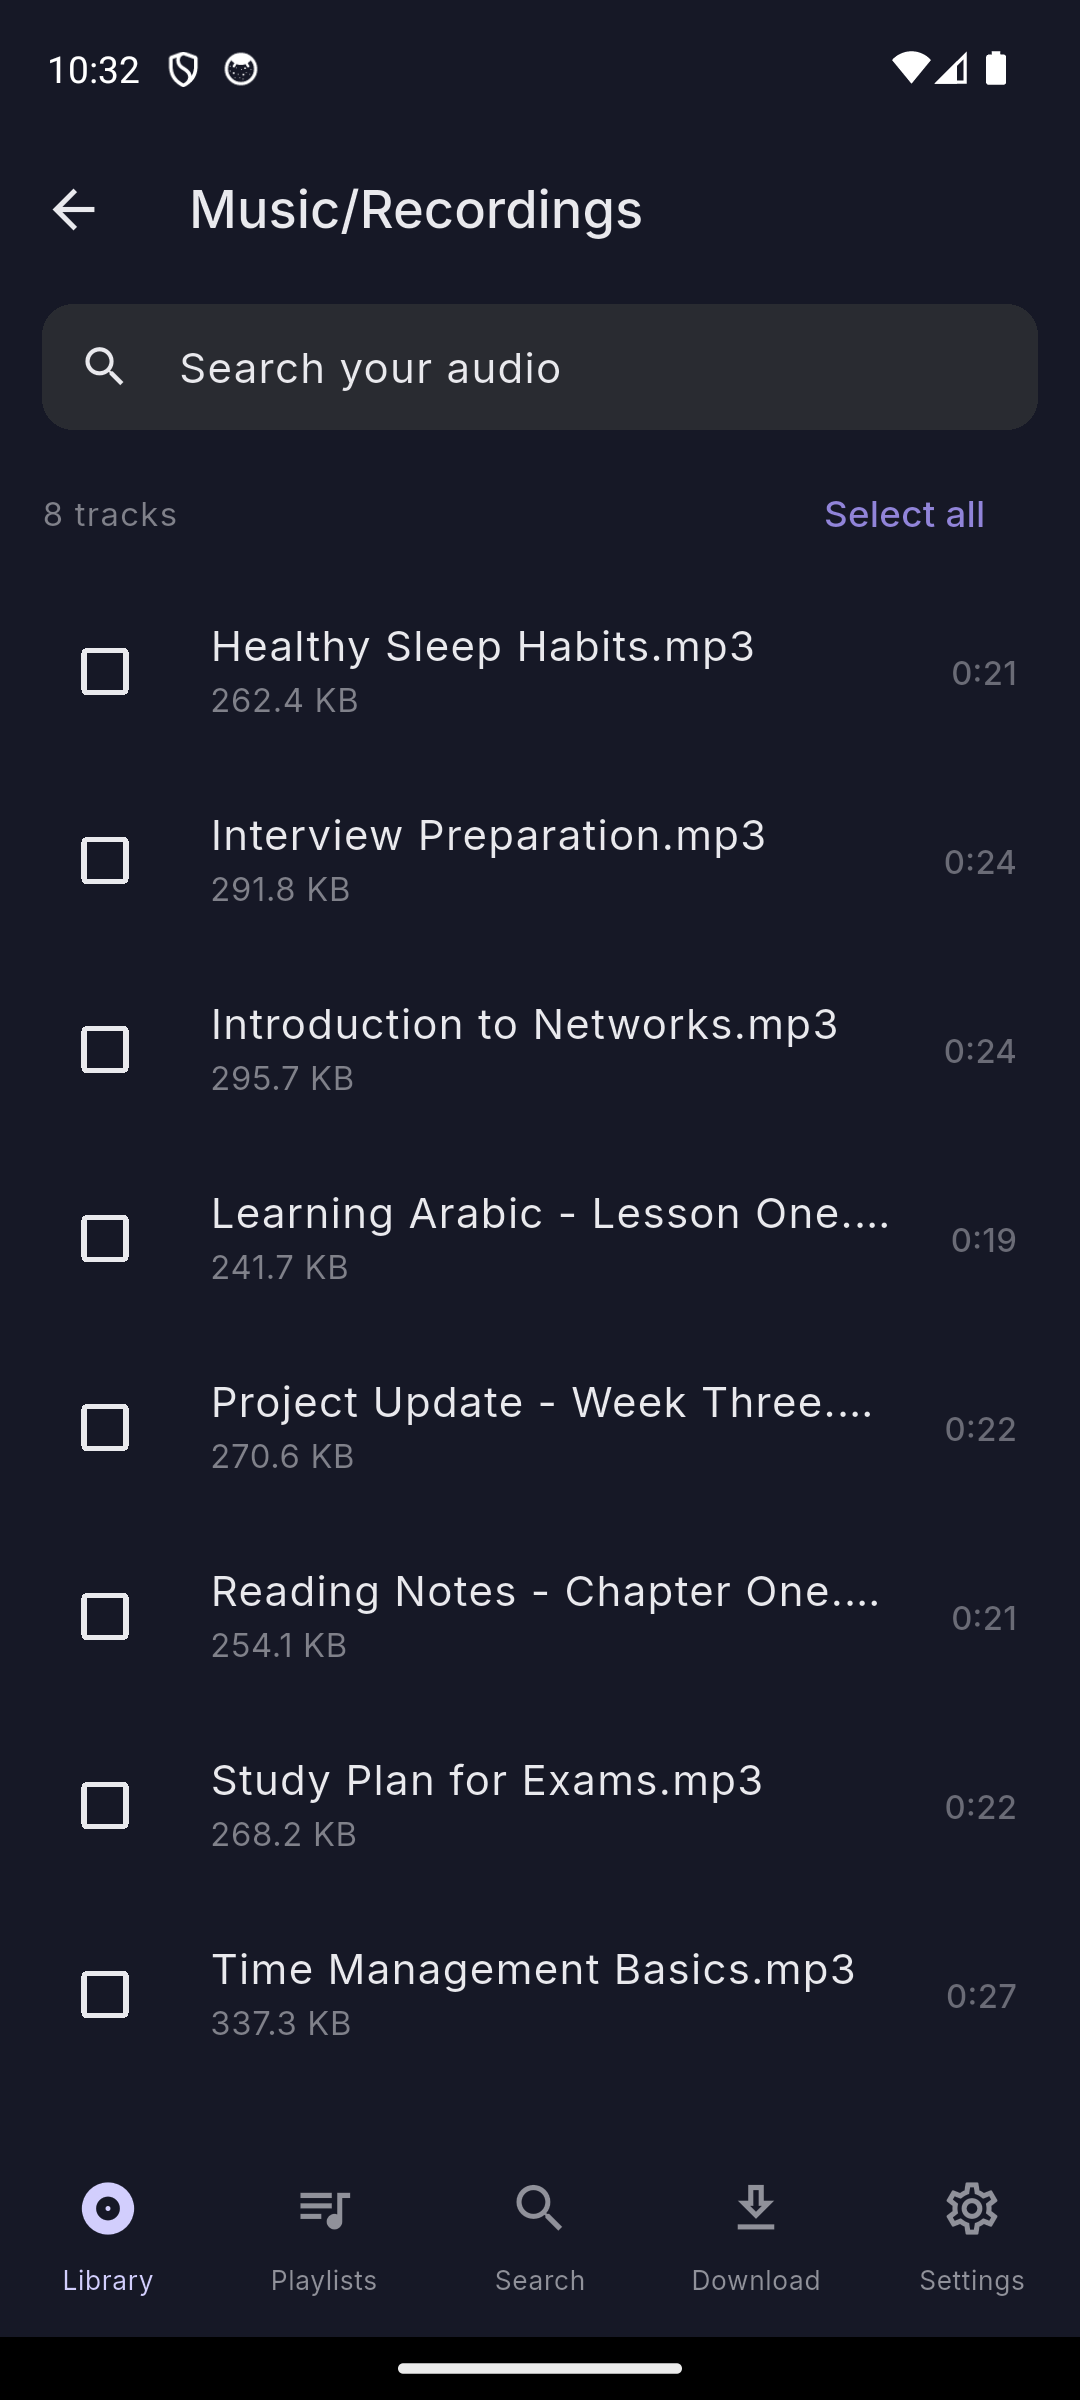 10:32
Music/Recordings
Search your audio
8 tracks
Select all
Healthy Sleep Habits.mp3
262.4 KB
0:21
Interview Preparation.mp3
291.8 KB
0:24
Introduction to Networks.mp3
295.7 KB
0:24
Learning Arabic - Lesson One....
241.7 KB
0:19
Project Update - Week Three....
270.6 KB
0:22
Reading Notes - Chapter One....
254.1 KB
0:21
Study Plan for Exams.mp3
268.2 KB
0:22
Time Management Basics.mp3
337.3 KB
0:27
Library
Playlists
Search
Download
Settings